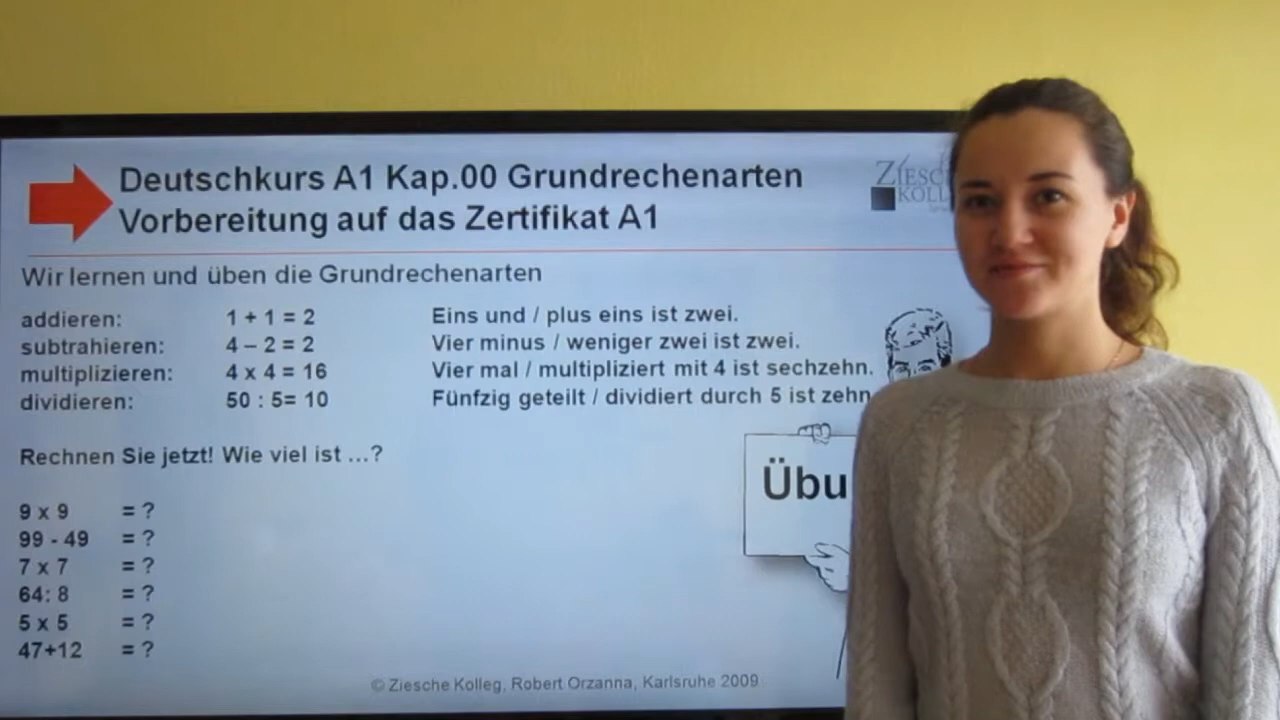 Deutschkurs A1 Kap.00 Grundrechenarten
Vorbereitung auf das Zertifikat A1
Wir lernen und üben die Grundrechenarten
addieren: 1 + 1 = 2 Eins und / plus eins ist zwei.
subtrahieren: 4 – 2 = 2 Vier minus / weniger zwei ist zwei.
multiplizieren: 4 x 4 = 16 Vier mal / multipliziert mit 4 ist sechzehn.
dividieren: 50 : 5= 10 Fünfzig geteilt / dividiert durch 5 ist zehn
Rechnen Sie jetzt! Wie viel ist ...?
Übu
9 x 9 = ?
99 - 49 = ?
7 x 7 = ?
64: 8 = ?
5 x 5 = ?
47+12 = ?
© Ziesche Kolleg, Robert Orzanna, Karlsruhe 2009